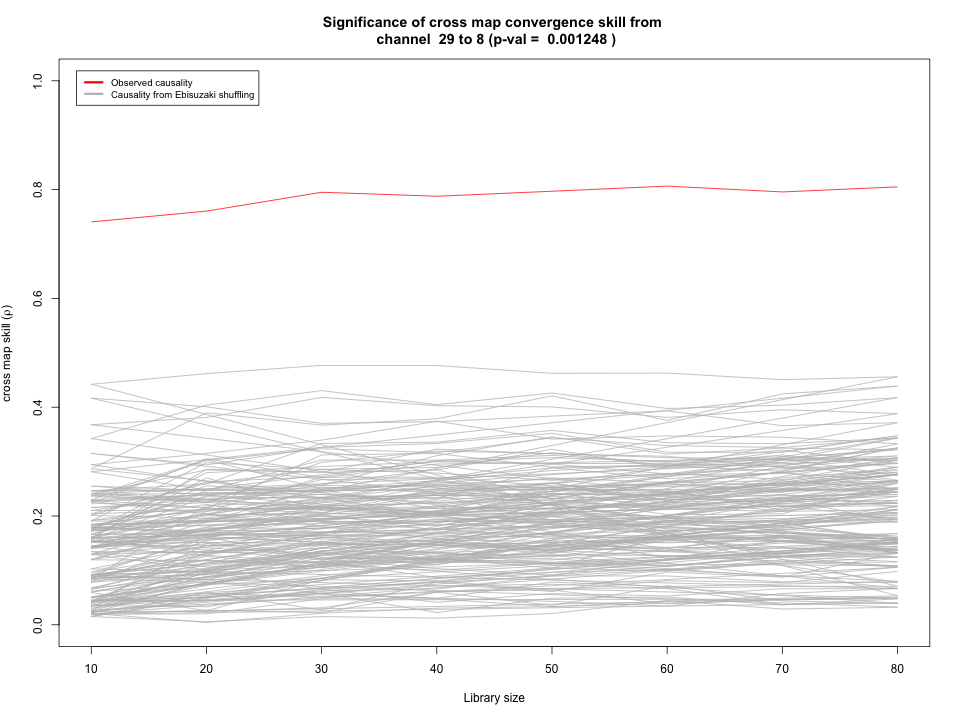 Significance of cross map convergence skill from
channel  29 to 8 (p-val =  0.001248 )
Observed causality
Causality from Ebisuzaki shuffling
cross map skill (ρ)
1.0
0.8
0.6
0.4
0.2
0.0
10 20 30 40 50 60 70 80
Library size